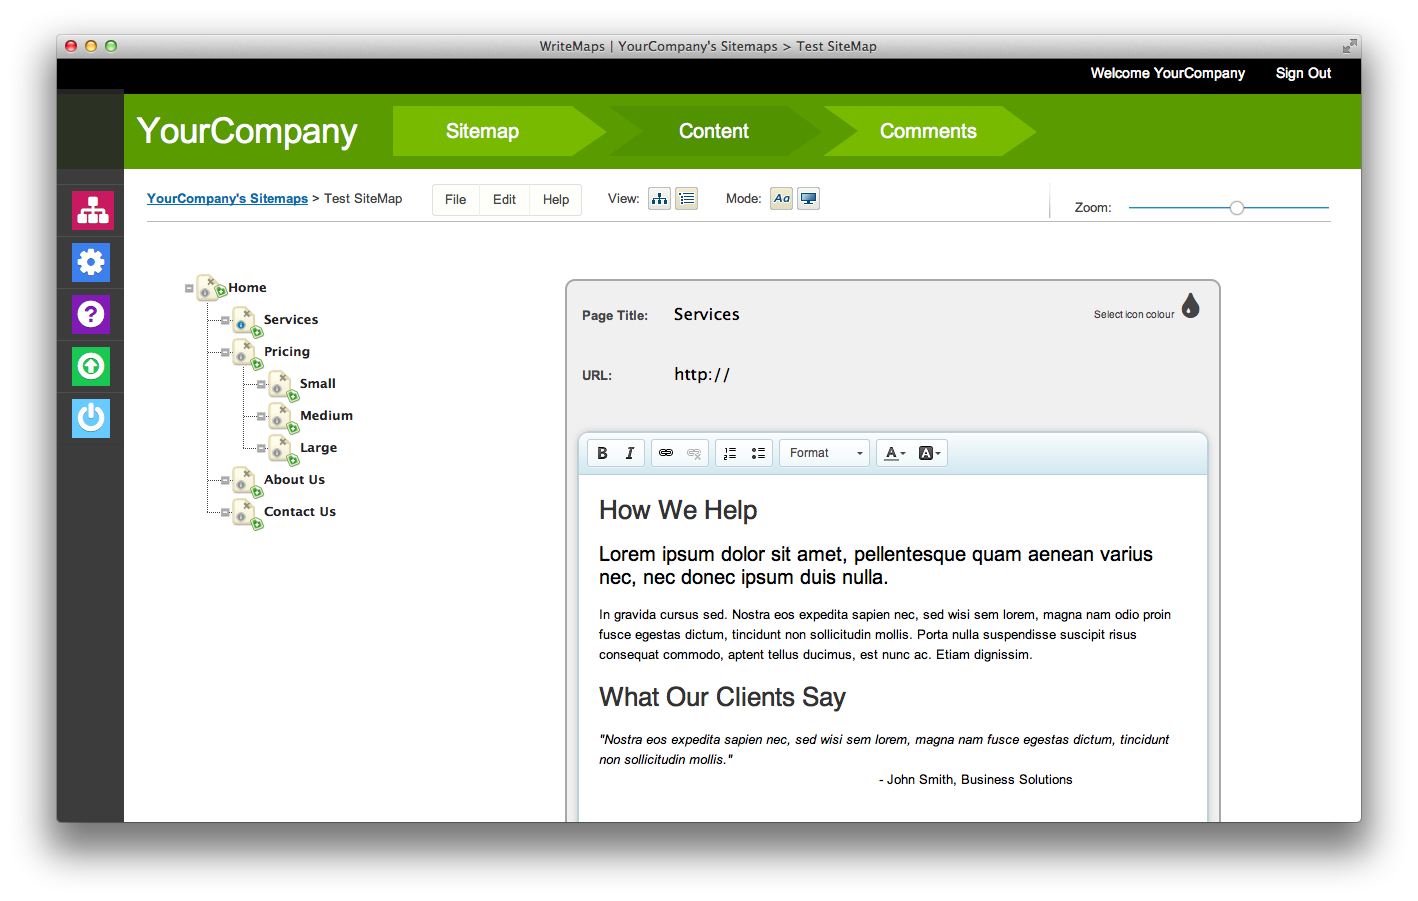 WriteMaps | YourCompany's Sitemaps > Test SiteMap
Welcome YourCompany Sign Out
YourCompany Sitemap Content Comments
YourCompany's Sitemaps > Test SiteMap File Edit Help View: Mode: Aa Zoom:
Home
Services
Pricing
Small
Medium
Large
About Us
Contact Us
Page Title: Services Select icon colour
URL: http://
B I Format A A
How We Help
Lorem ipsum dolor sit amet, pellentesque quam aenean varius
nec, nec donec ipsum duis nulla.
In gravida cursus sed. Nostra eos expedita sapien nec, sed wisi sem lorem, magna nam odio proin
fusce egestas dictum, tincidunt non sollicitudin mollis. Porta nulla suspendisse suscipit risus
consequat commodo, aptent tellus ducimus, est nunc ac. Etiam dignissim.
What Our Clients Say
"Nostra eos expedita sapien nec, sed wisi sem lorem, magna nam fusce egestas dictum, tincidunt
non sollicitudin mollis."
- John Smith, Business Solutions